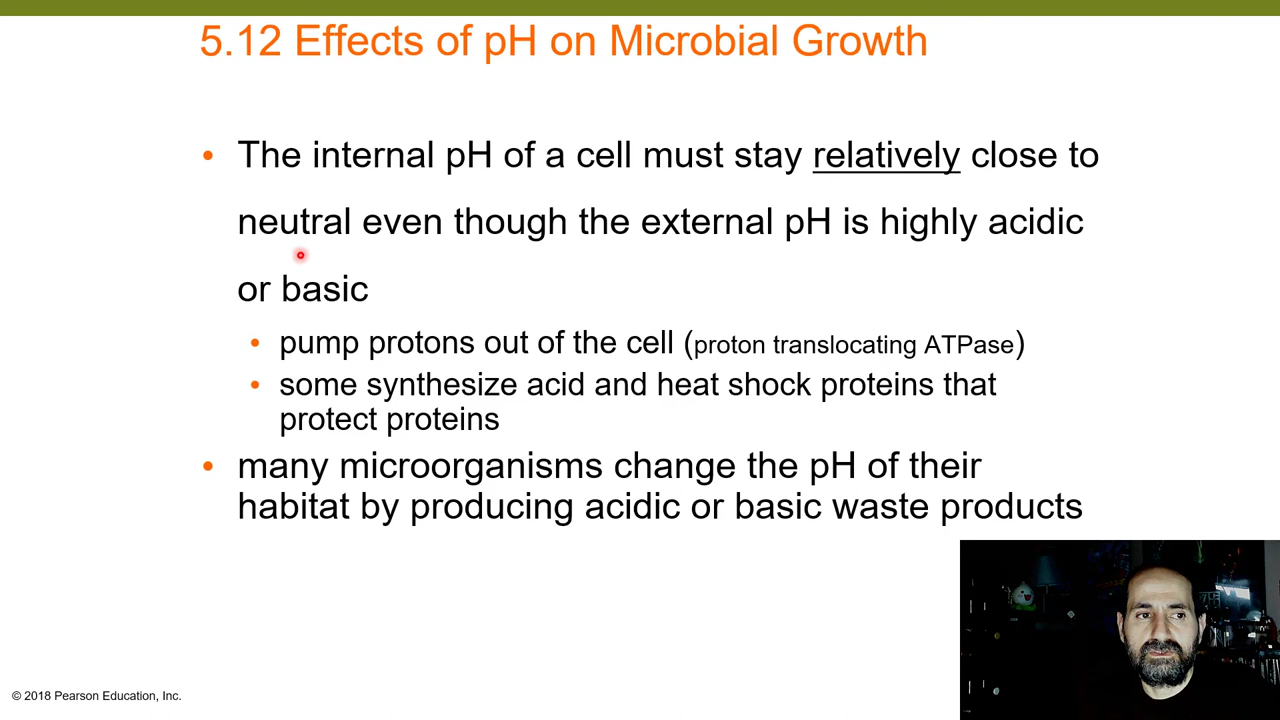 5.12 Effects of pH on Microbial Growth
• The internal pH of a cell must stay relatively close to
neutral even though the external pH is highly acidic
or basic
• pump protons out of the cell (proton translocating ATPase)
• some synthesize acid and heat shock proteins that
protect proteins
• many microorganisms change the pH of their
habitat by producing acidic or basic waste products
© 2018 Pearson Education, Inc.